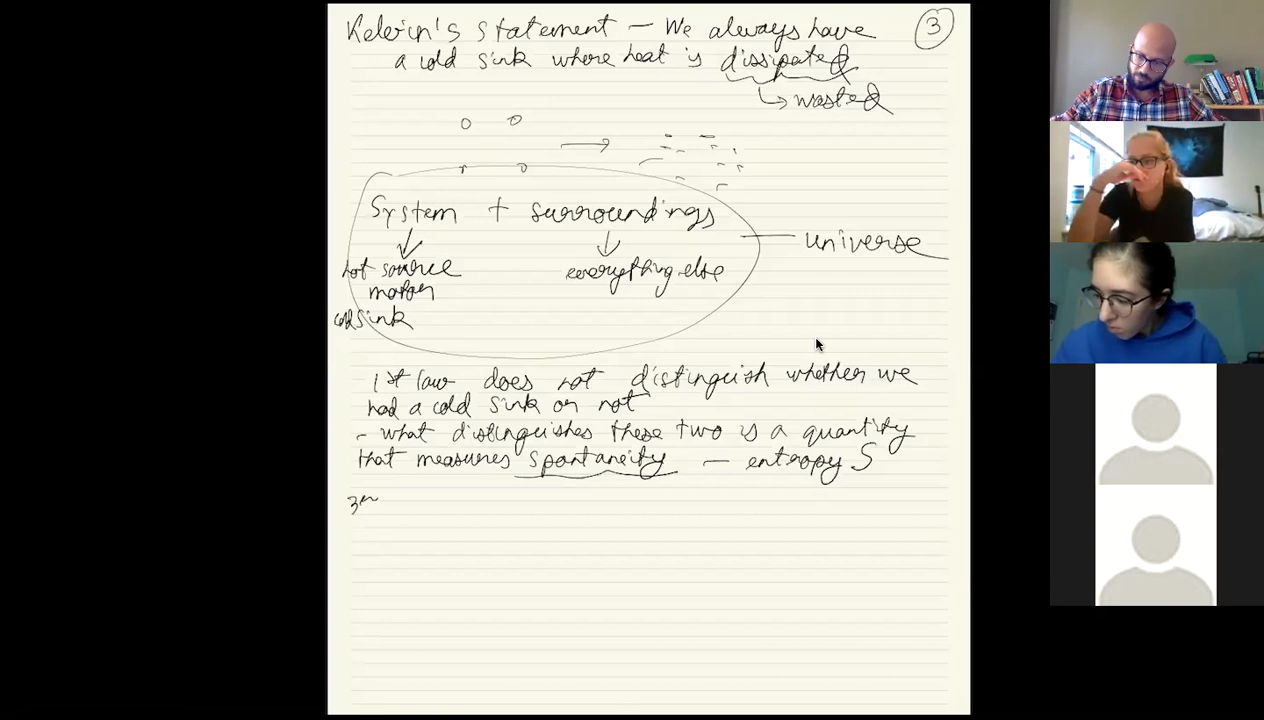 Kelvin's statement — We always have
③
a cold sink where heat is dissipated
↳ wasted
System + surroundings
universe
hot source
everything else
cold sink
1st law does not distinguish whether we
had a cold sink or not
- what distinguishes these two is a quantity
that measures spontaneity — entropy S